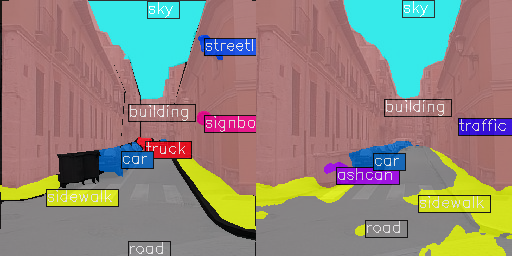 sky
streetl
building
signbo
truck
car
sidewalk
road
sky
building
traffic
car
ashcan
sidewalk
road